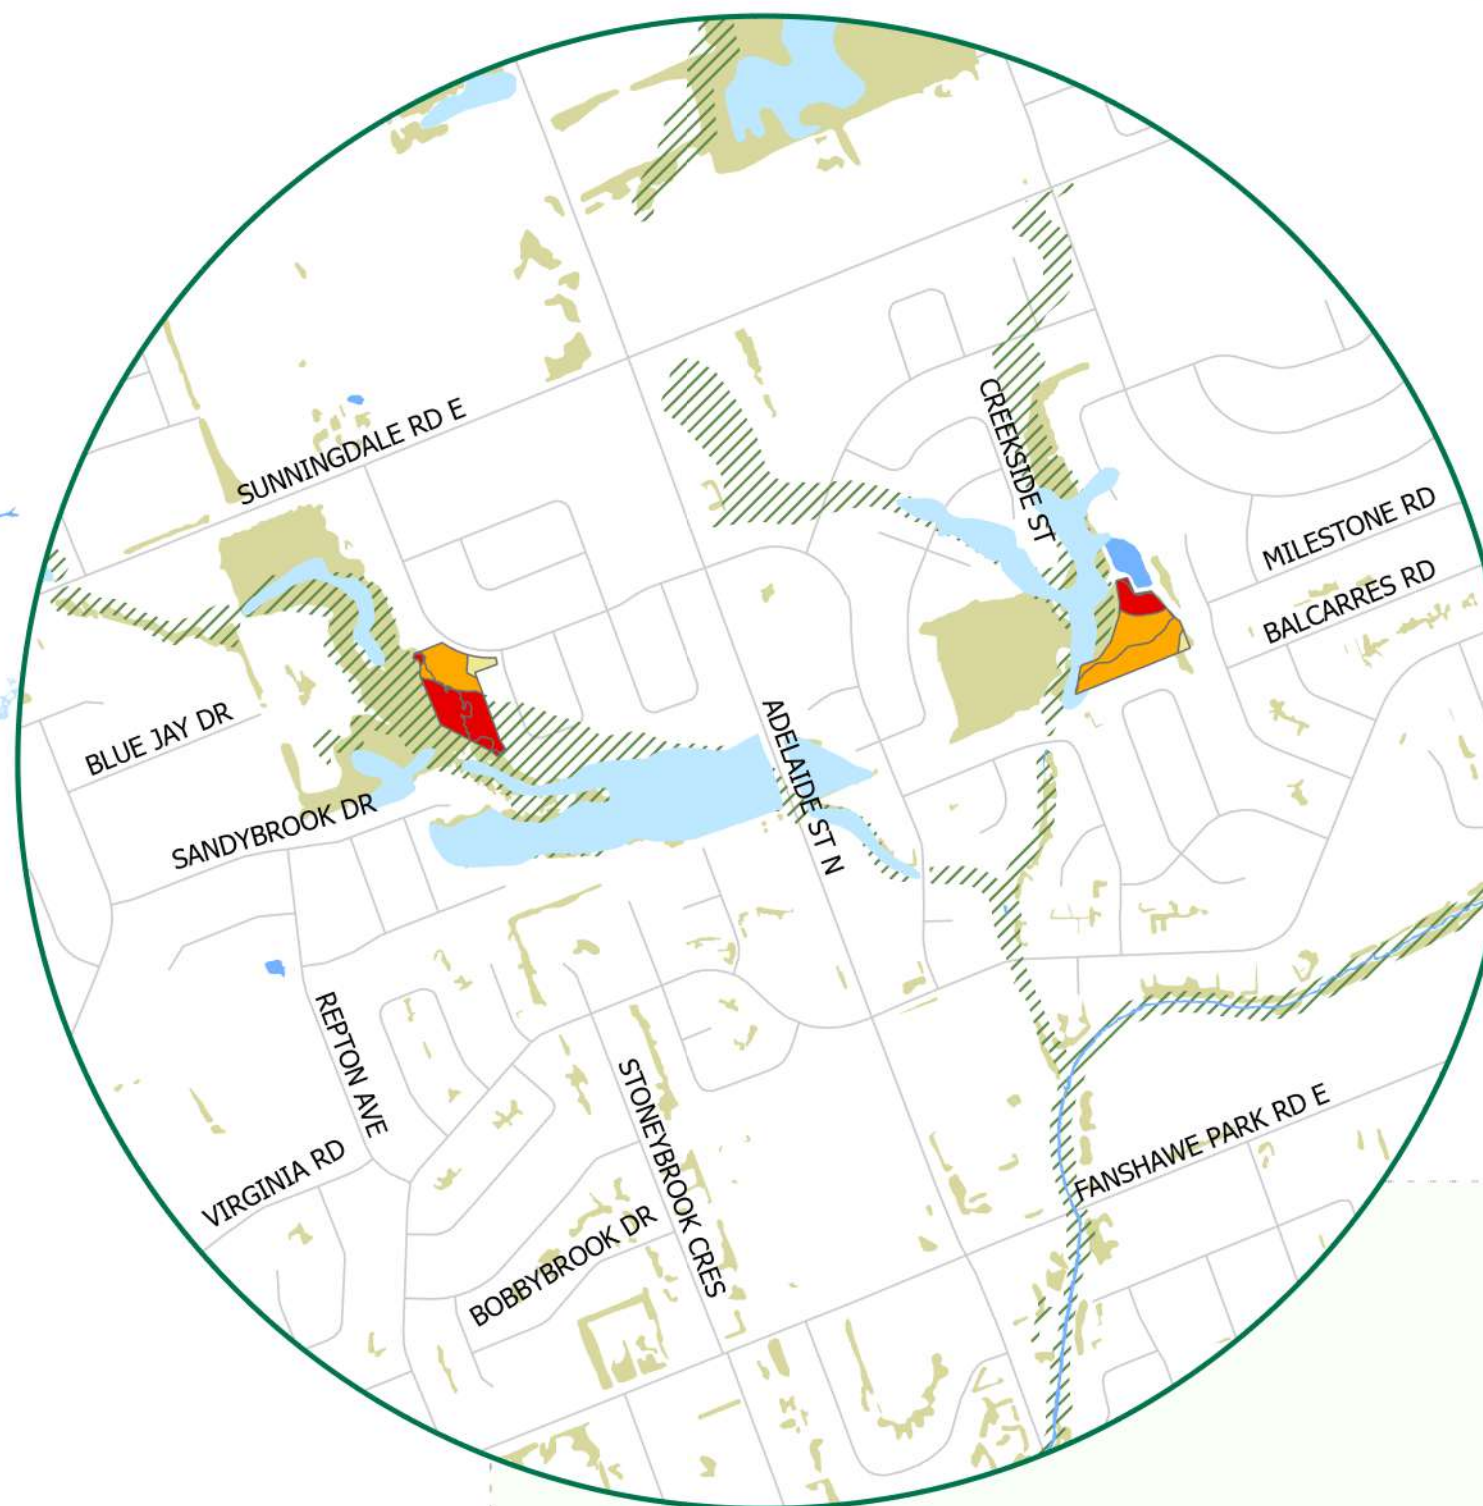 SUNNINGDALE RD E
CREEKSIDE ST
MILESTONE RD
BALCARRES RD
BLUE JAY DR
ADELAIDE ST N
SANDYBROOK DR
REPTON AVE
STONEYBROOK CRES
FANSHAWE PARK RD E
VIRGINIA RD
BOBBYBROOK DR